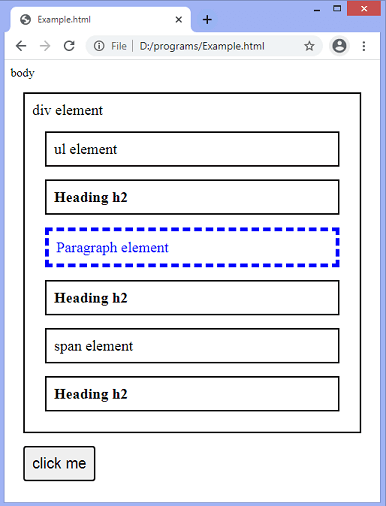 Example.html
File | D:/programs/Example.html
body
div element
ul element
Heading h2
Paragraph element
Heading h2
span element
Heading h2
click me